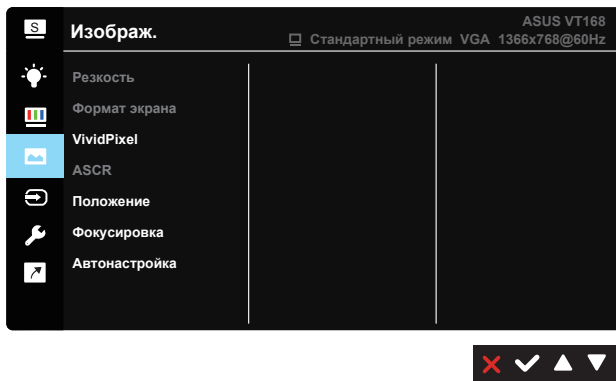 S
Изображ.
ASUS VT168
Стандартный режим VGA 1366x768@60Hz
Резкость
Формат экрана
VividPixel
ASCR
Положение
Фокусировка
Автонастройка